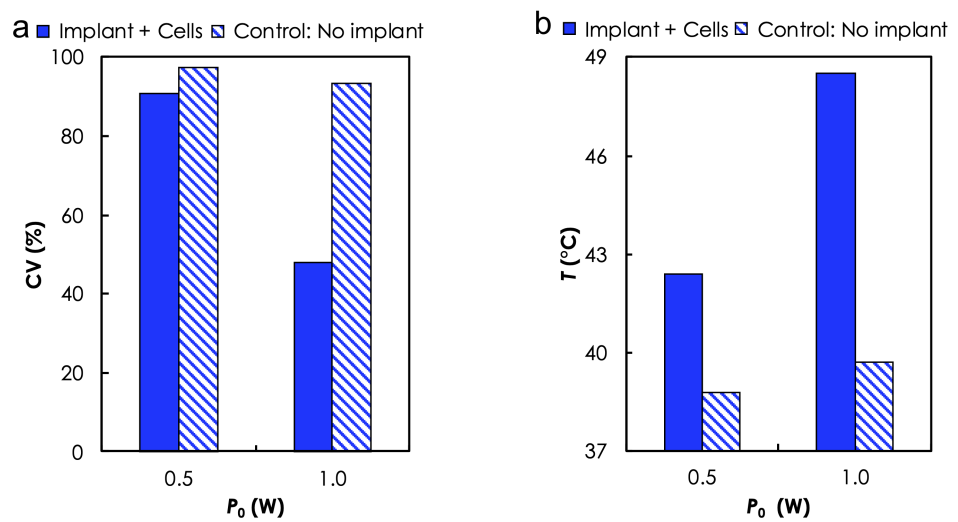 a Implant + Cells Control: No implant
100
80
60
40
20
0
CV (%)
0.5 1.0
P0 (W)
b Implant + Cells Control: No implant
49
46
43
40
37
T (°C)
0.5 1.0
P0 (W)